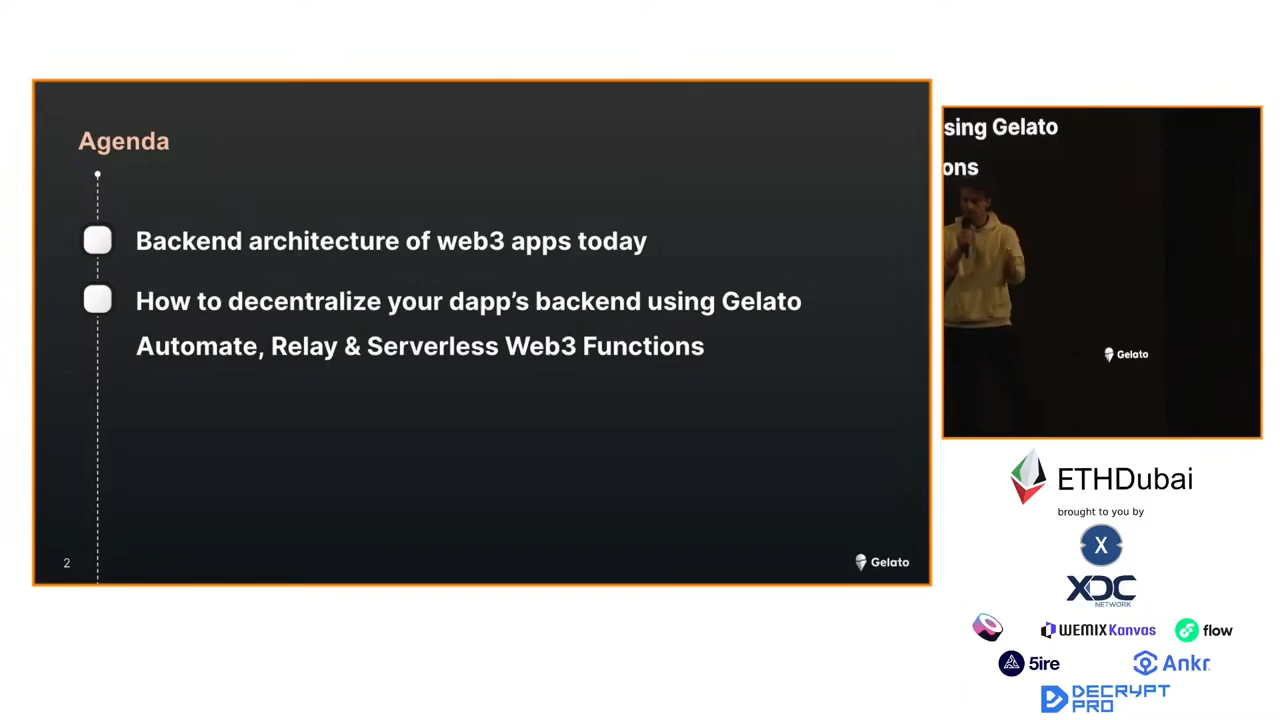 Agenda
Backend architecture of web3 apps today
How to decentralize your dapp’s backend using Gelato
Automate, Relay & Serverless Web3 Functions
2
Gelato
sing Gelato
ons
Gelato
ETHDubai
brought to you by
X
XDC
NETWORK
WEMIX Kanvas
flow
5ire
Ankr
DECRYPT
PRO